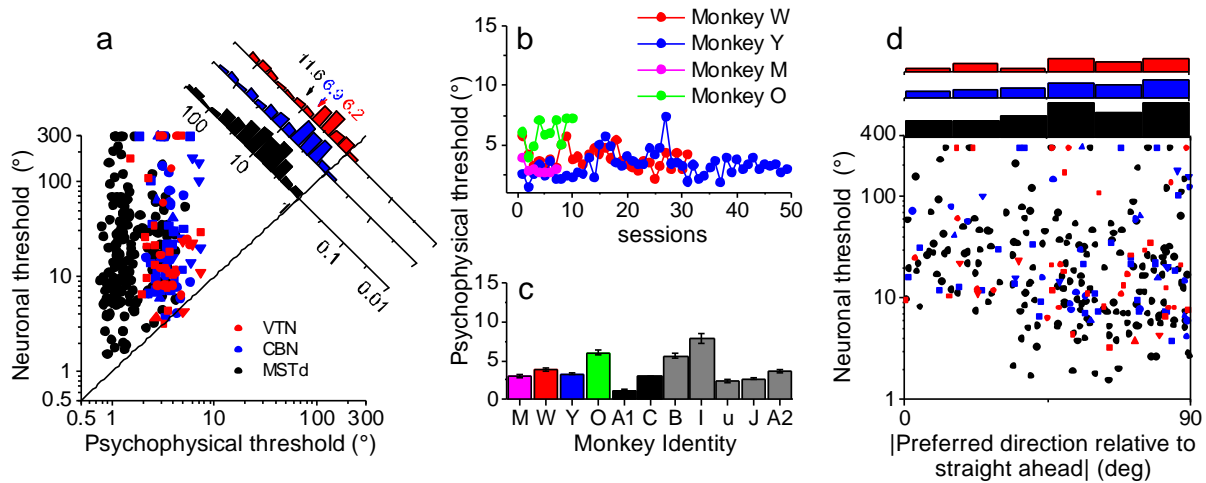 a
11.6 6.9 6.2
100
10
0.1
0.01
Neuronal threshold (°)
300
100
10
1
0.5
VTN
CBN
MSTd
0.5 1 10 100 300
Psychophysical threshold (°)
b
Monkey W
Monkey Y
Monkey M
Monkey O
15
10
5
0 10 20 30 40 50
sessions
Psychophysical threshold (°)
c
15
10
5
0
M W Y O A1 C B I u J A2
Monkey Identity
d
Neuronal threshold (°)
400
100
10
1
0 90
|Preferred direction relative to
straight ahead| (deg)